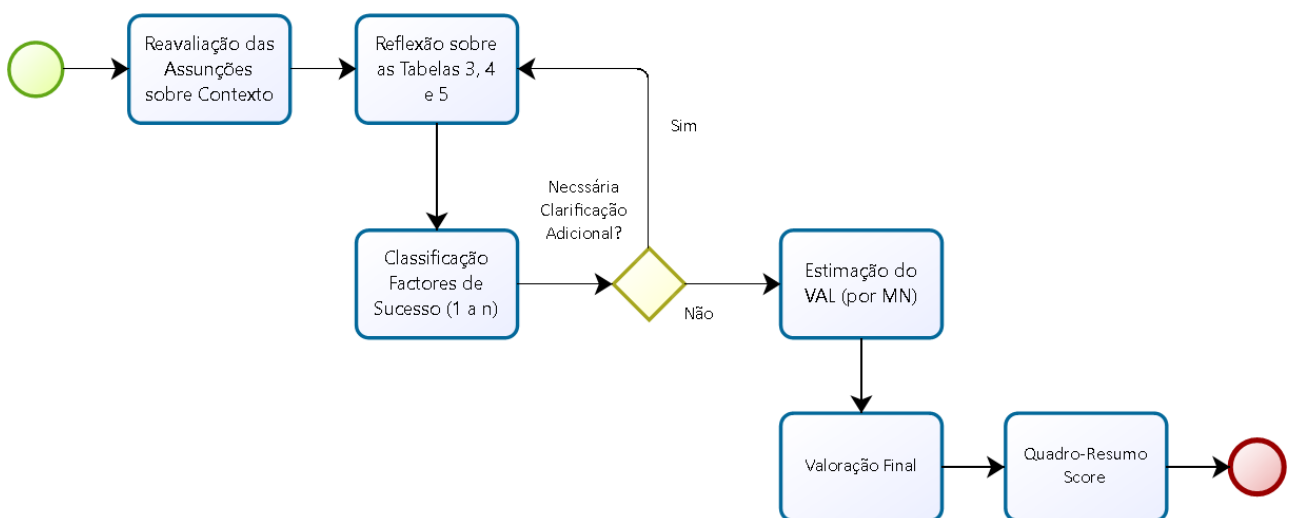 Reavaliação das
Assunções
sobre Contexto
Reflexão sobre
as Tabelas 3, 4
e 5
Sim
Necssária
Clarificação
Adicional?
Classificação
Factores de
Sucesso (1 a n)
Não
Estimação do
VAL (por MN)
Valoração Final
Quadro-Resumo
Score